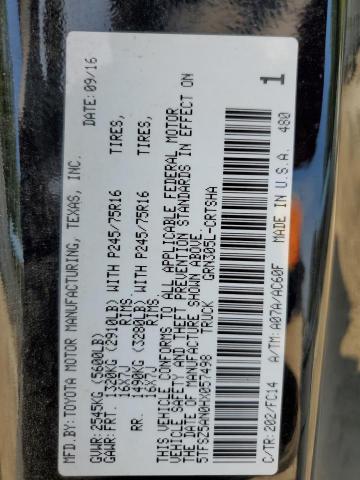 MFD.BY: TOYOTA MOTOR MANUFACTURING, TEXAS, INC.
DATE: 09/16
GVWR: 2545KG (5600LB)
GAWR: FRT. 1320KG (2910LB) WITH P245/75R16 TIRES,
16X7J RIMS,
RR. 1490KG (3280LB) WITH P245/75R16 TIRES,
16X7J RIMS,
THIS VEHICLE CONFORMS TO ALL APPLICABLE FEDERAL MOTOR
VEHICLE SAFETY AND THEFT PREVENTION STANDARDS IN EFFECT ON
THE DATE OF MANUFACTURE SHOWN ABOVE
5TFSZ5AN0HX057498 TRUCK GRN305L-CRTSHA
1
480
C/TR: 202/FC14 A/TM: A07A/AC60F MADE IN U.S.A.